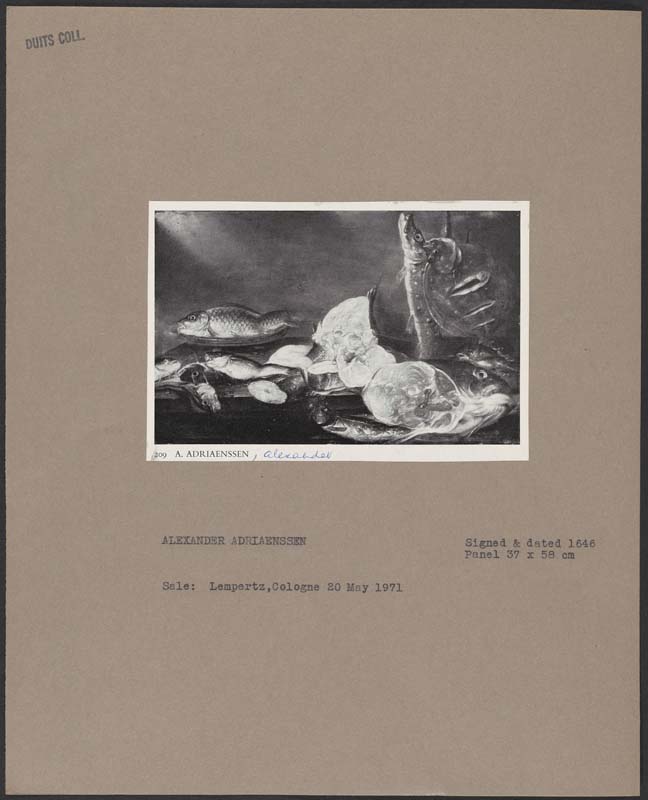 DUITS COLL.
209 A. ADRIAENSSEN, Alexander
ALEXANDER ADRIAENSSEN
Signed & dated 1646
Panel 37 x 58 cm
Sale: Lempertz,Cologne 20 May 1971